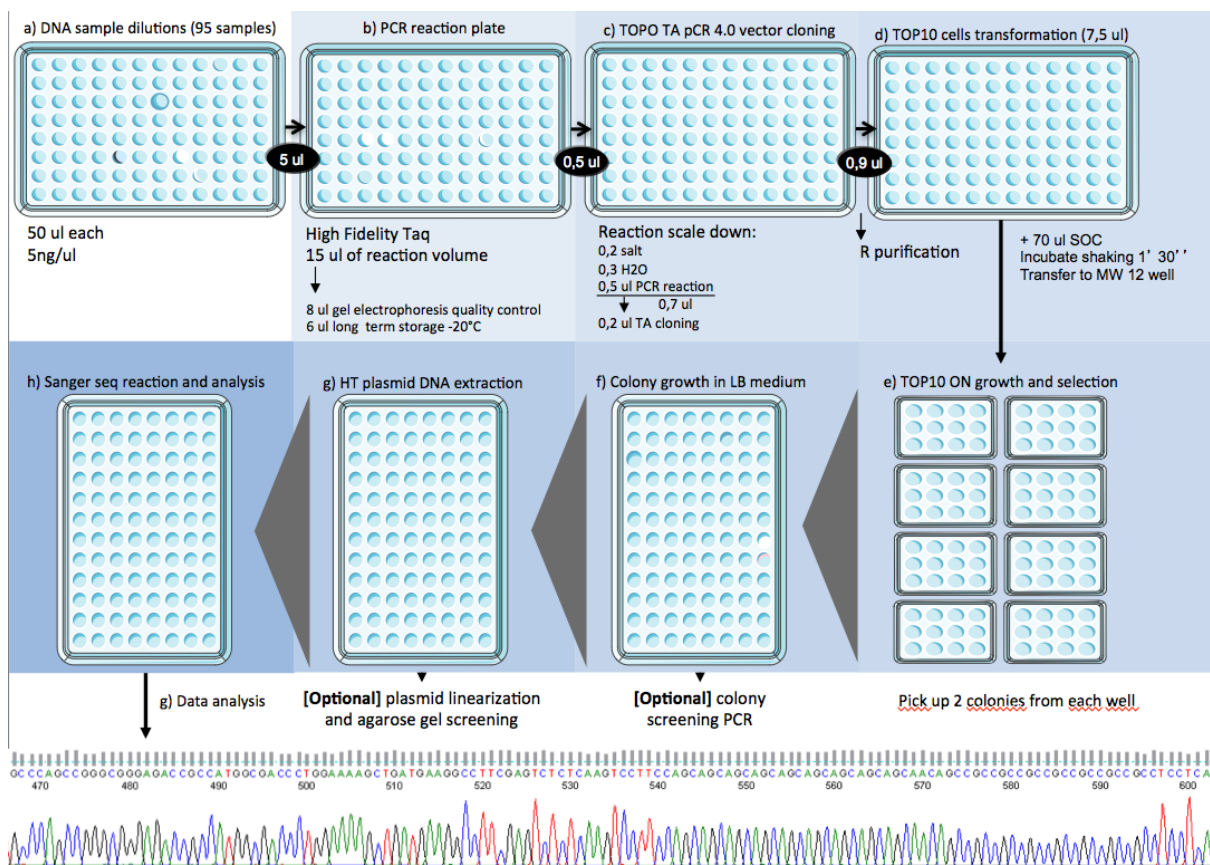 a) DNA sample dilutions (95 samples)
b) PCR reaction plate
c) TOPO TA pCR 4.0 vector cloning
d) TOP10 cells transformation (7,5 ul)
5 ul
0,5 ul
0,9 ul
50 ul each
5ng/ul
High Fidelity Taq
15 ul of reaction volume
8 ul gel electrophoresis quality control
6 ul long term storage -20°C
Reaction scale down:
0,2 salt
0,3 H2O
0,5 ul PCR reaction
0,7 ul
0,2 ul TA cloning
R purification
+ 70 ul SOC
Incubate shaking 1' 30''
Transfer to MW 12 well
h) Sanger seq reaction and analysis
g) HT plasmid DNA extraction
f) Colony growth in LB medium
e) TOP10 ON growth and selection
g) Data analysis
[Optional] plasmid linearization
and agarose gel screening
[Optional] colony
screening PCR
Pick up 2 colonies from each well
GCCCAGCCGGGCGGGAGACCGCCATGGCGACCCTGGAAAAGCTGATGAAGGCCTTCGAGTCTCTCAAGTCCTTCCAGCAGCAGCAGCAGCAGCAGCAGCAACAGCCGCCGCCGCCGCCGCCGCCGCCTCCTCA
470 480 490 500 510 520 530 540 550 560 570 580 590 600